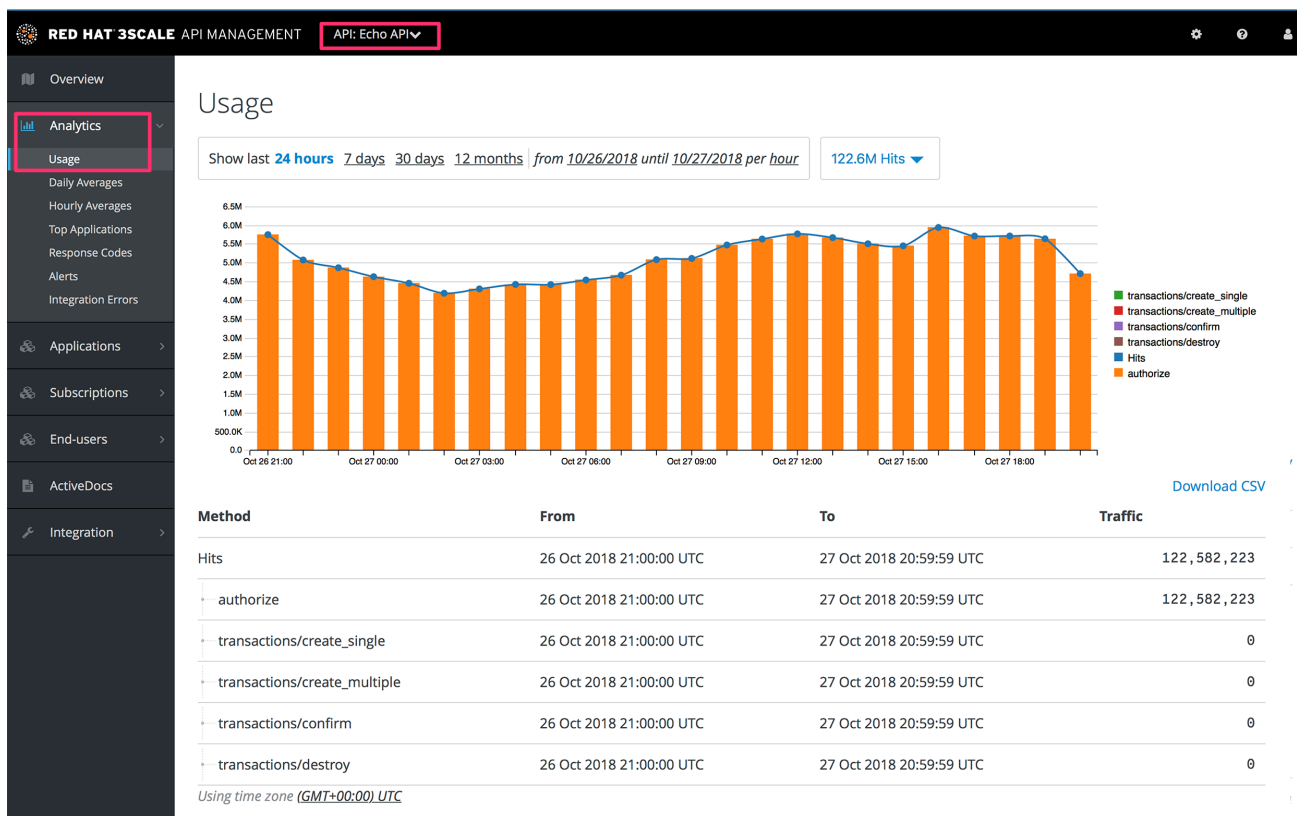 RED HAT 3SCALE API MANAGEMENT API: Echo API
Overview
Analytics
Usage
Daily Averages
Hourly Averages
Top Applications
Response Codes
Alerts
Integration Errors
Applications
Subscriptions
End-users
ActiveDocs
Integration
Usage
Show last 24 hours 7 days 30 days 12 months from 10/26/2018 until 10/27/2018 per hour 122.6M Hits
6.5M
6.0M
5.5M
5.0M
4.5M
4.0M
3.5M
3.0M
2.5M
2.0M
1.5M
1.0M
500.0K
0.0
Oct 26 21:00 Oct 27 00:00 Oct 27 03:00 Oct 27 06:00 Oct 27 09:00 Oct 27 12:00 Oct 27 15:00 Oct 27 18:00
transactions/create_single
transactions/create_multiple
transactions/confirm
transactions/destroy
Hits
authorize
Download CSV
Method From To Traffic
Hits 26 Oct 2018 21:00:00 UTC 27 Oct 2018 20:59:59 UTC 122,582,223
authorize 26 Oct 2018 21:00:00 UTC 27 Oct 2018 20:59:59 UTC 122,582,223
transactions/create_single 26 Oct 2018 21:00:00 UTC 27 Oct 2018 20:59:59 UTC 0
transactions/create_multiple 26 Oct 2018 21:00:00 UTC 27 Oct 2018 20:59:59 UTC 0
transactions/confirm 26 Oct 2018 21:00:00 UTC 27 Oct 2018 20:59:59 UTC 0
transactions/destroy 26 Oct 2018 21:00:00 UTC 27 Oct 2018 20:59:59 UTC 0
Using time zone (GMT+00:00) UTC